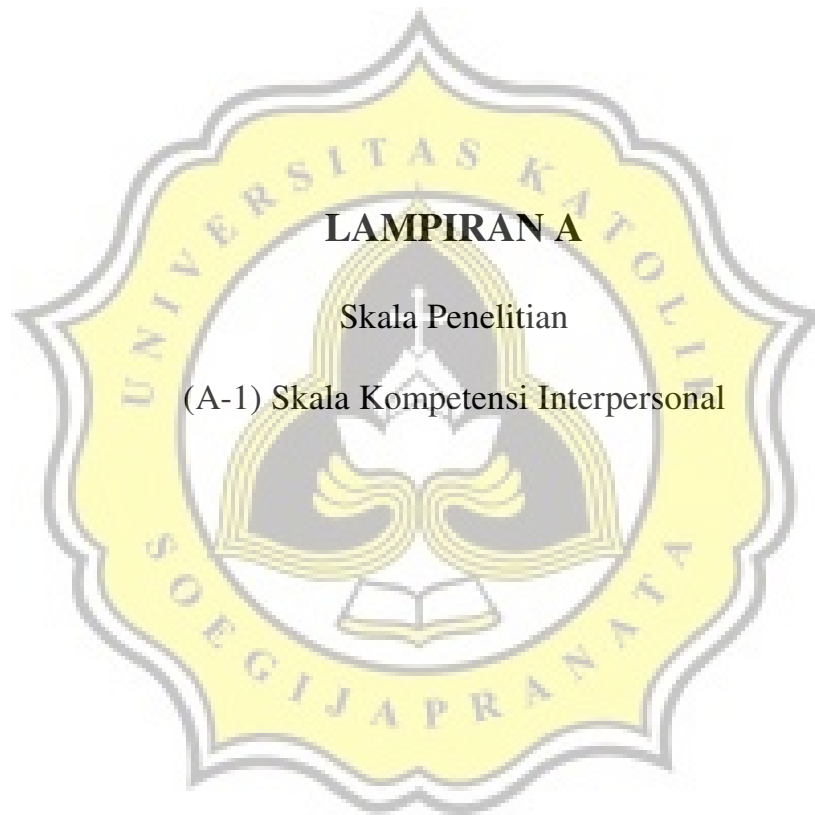 UNIVERSITAS KATOLIK
LAMPIRAN A
Skala Penelitian
(A-1) Skala Kompetensi Interpersonal
SOEGIJAPRANATA